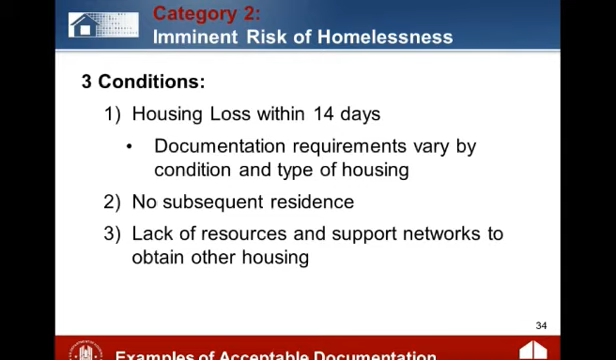 Category 2:
Imminent Risk of Homelessness
3 Conditions:
1) Housing Loss within 14 days
• Documentation requirements vary by
condition and type of housing
2) No subsequent residence
3) Lack of resources and support networks to
obtain other housing
34
Examples of Acceptable Documentation